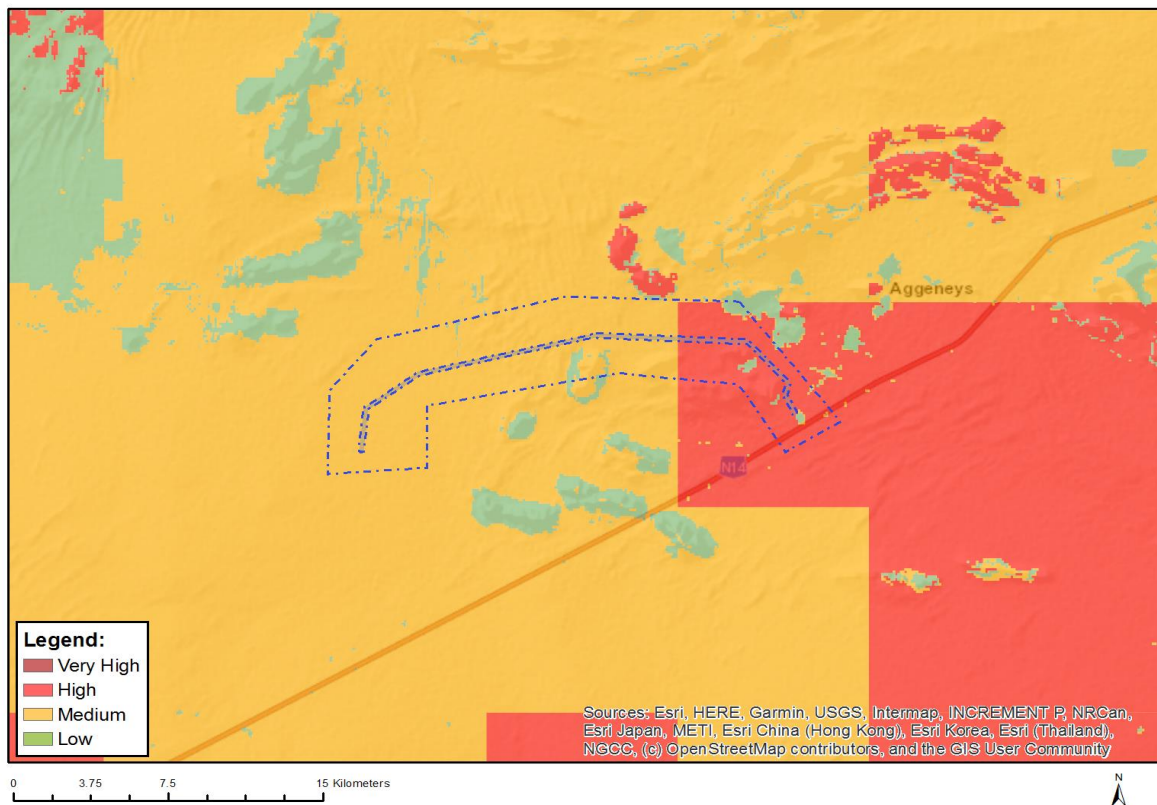 Aggeneys
N14
Legend:
Very High
High
Medium
Low
Sources: Esri, HERE, Garmin, USGS, Intermap, INCREMENT P, NRCan,
Esri Japan, METI, Esri China (Hong Kong), Esri Korea, Esri (Thailand),
NGCC, (c) OpenStreetMap contributors, and the GIS User Community
0 3.75 7.5 15 Kilometers
N